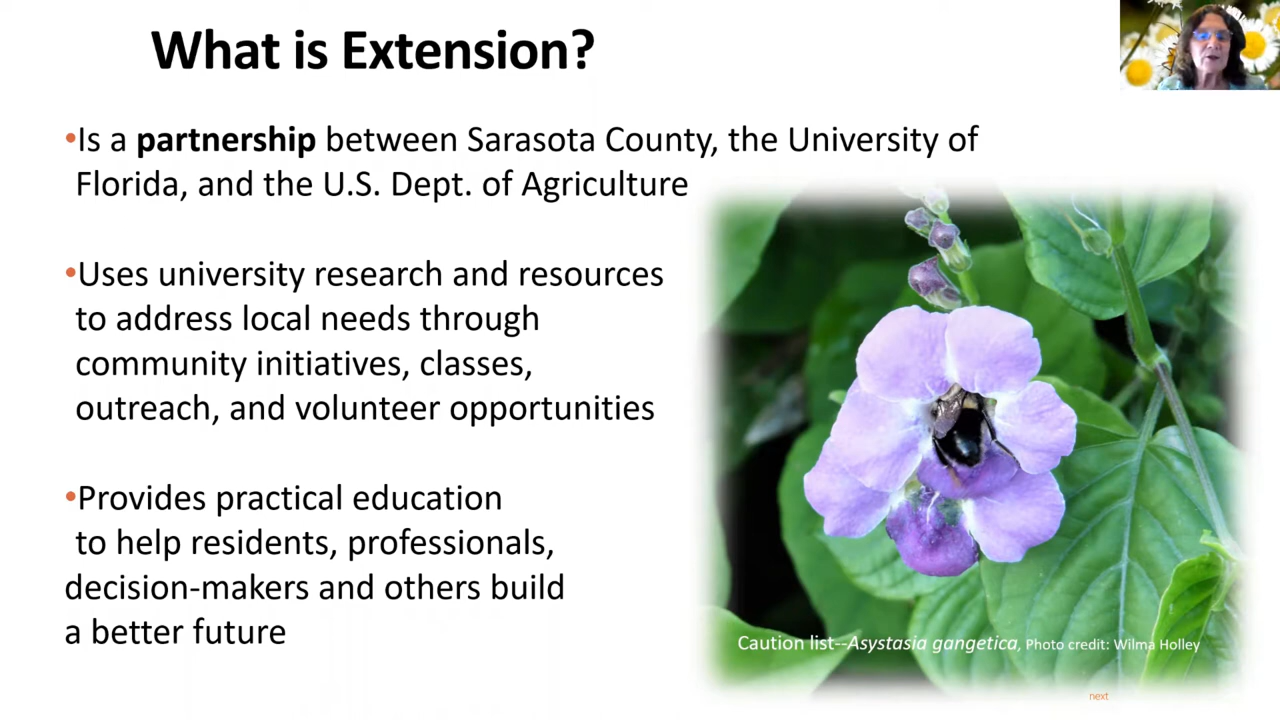 What is Extension?
•Is a partnership between Sarasota County, the University of
Florida, and the U.S. Dept. of Agriculture
•Uses university research and resources
to address local needs through
community initiatives, classes,
outreach, and volunteer opportunities
•Provides practical education
to help residents, professionals,
decision-makers and others build
a better future
Caution list--Asystasia gangetica, Photo credit: Wilma Holley
next